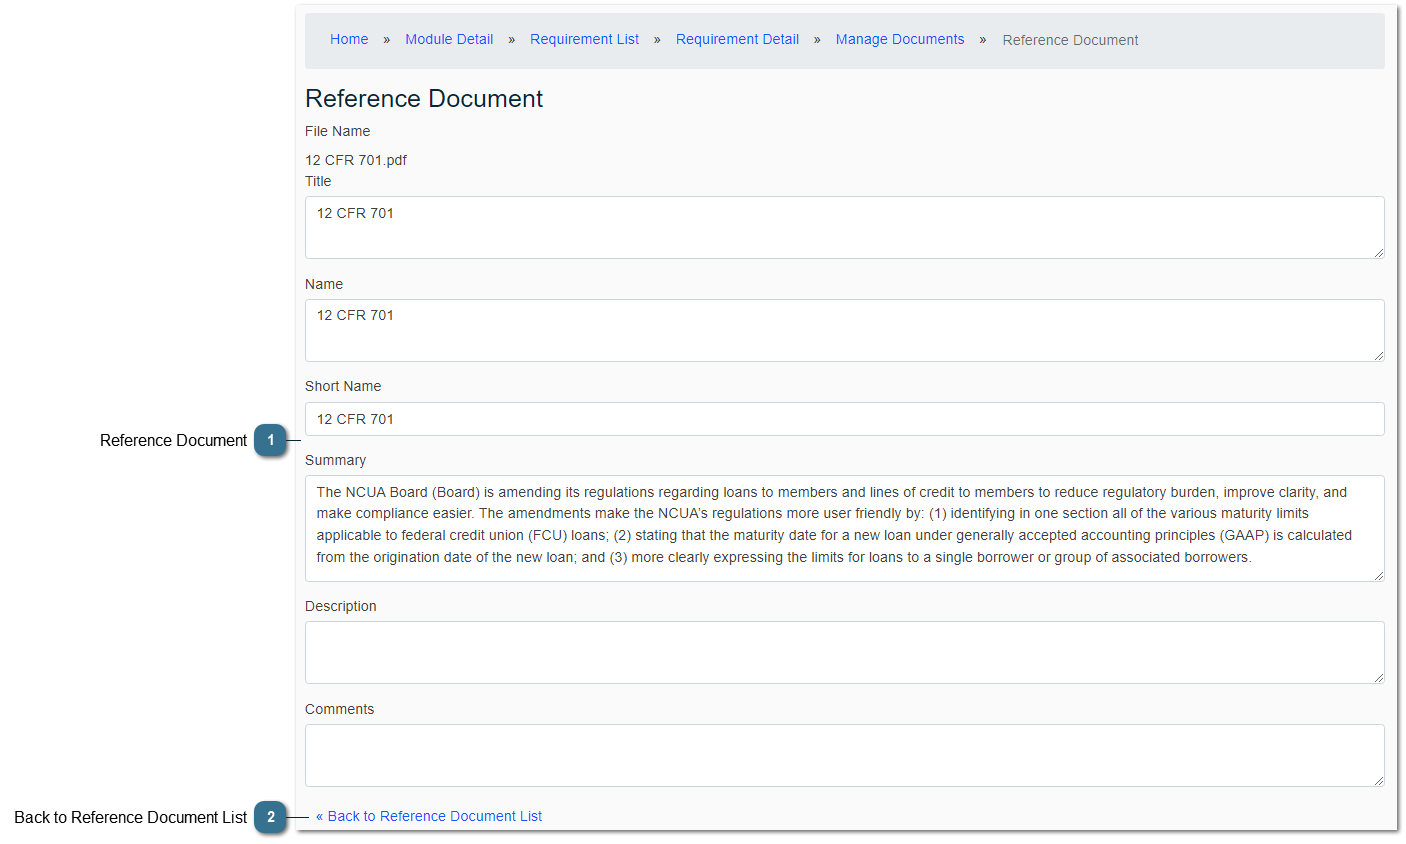 Home » Module Detail » Requirement List » Requirement Detail » Manage Documents » Reference Document
Reference Document
File Name
12 CFR 701.pdf
Title
12 CFR 701
Name
12 CFR 701
Short Name
12 CFR 701
Reference Document 1
Summary
The NCUA Board (Board) is amending its regulations regarding loans to members and lines of credit to members to reduce regulatory burden, improve clarity, and
make compliance easier. The amendments make the NCUA's regulations more user friendly by: (1) identifying in one section all of the various maturity limits
applicable to federal credit union (FCU) loans; (2) stating that the maturity date for a new loan under generally accepted accounting principles (GAAP) is calculated
from the origination date of the new loan; and (3) more clearly expressing the limits for loans to a single borrower or group of associated borrowers.
Description
Comments
Back to Reference Document List 2 « Back to Reference Document List